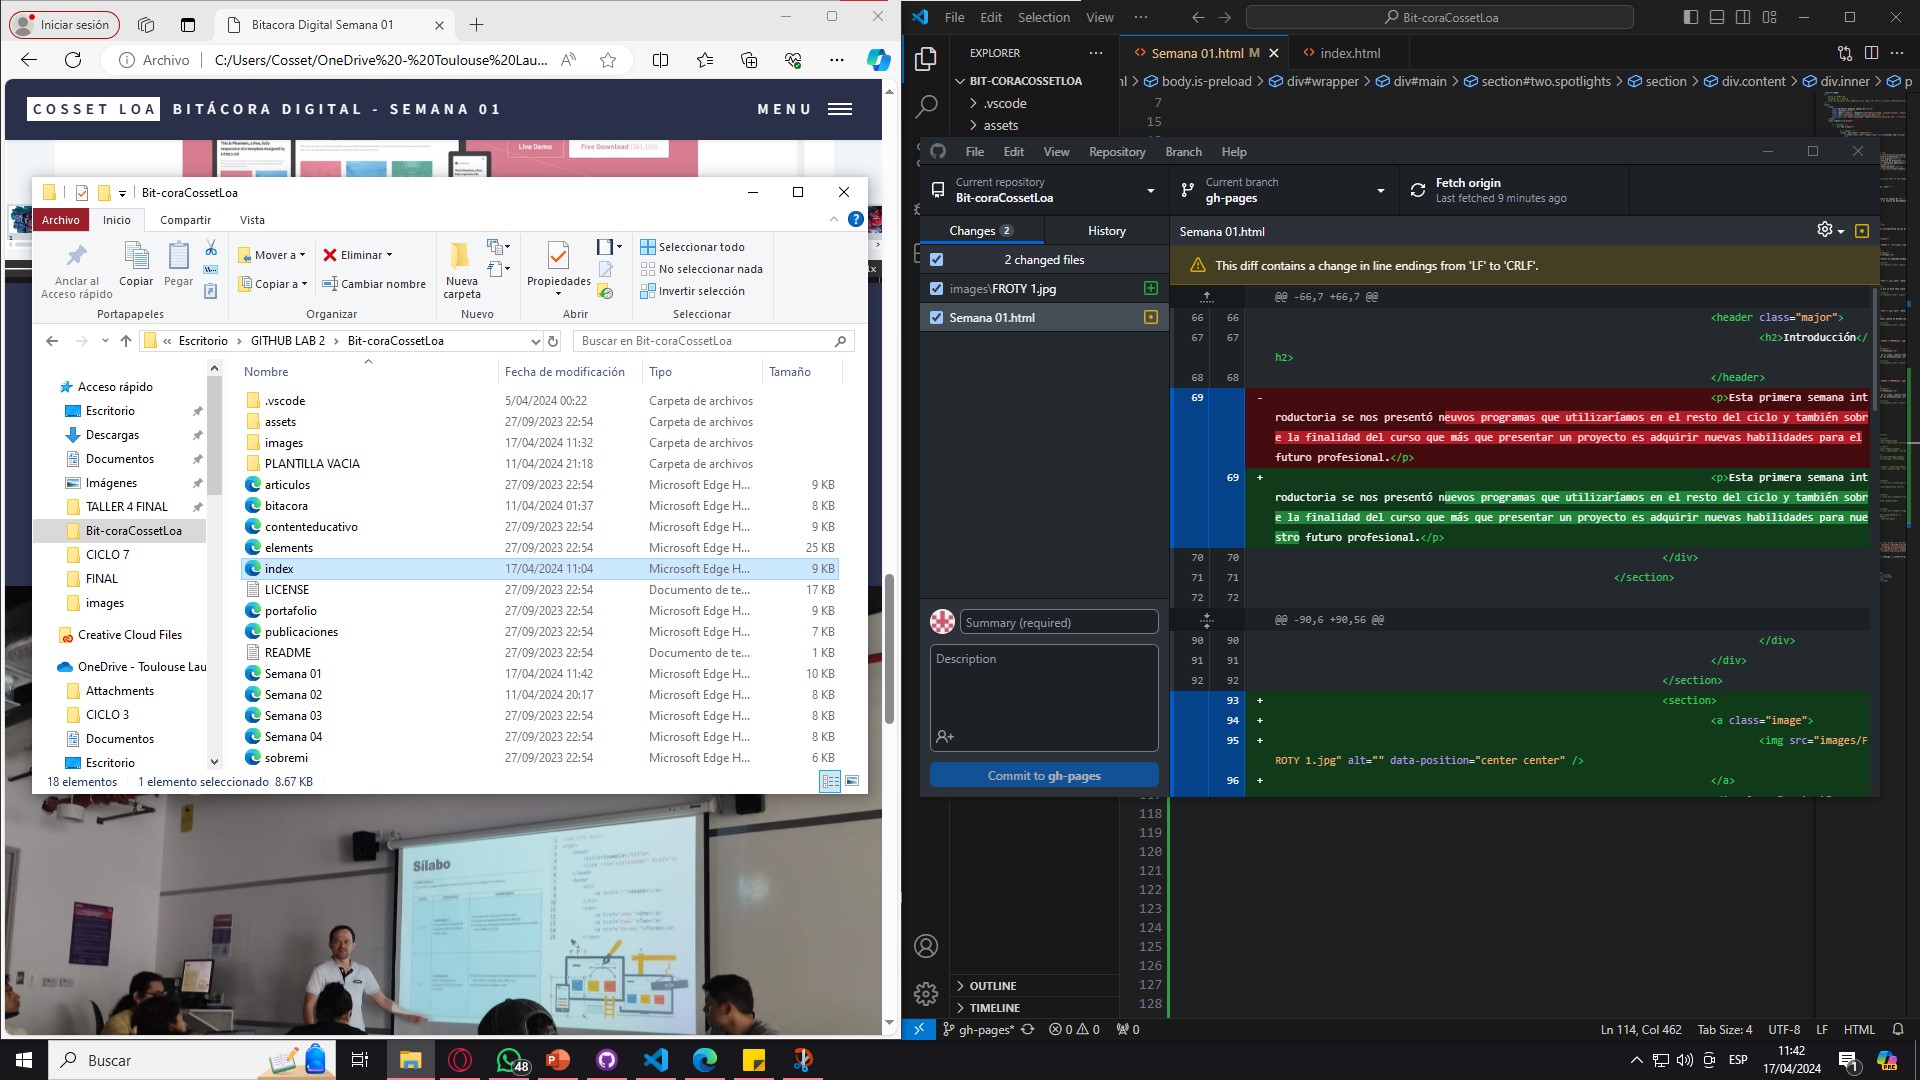 Iniciar sesión
Bitacora Digital Semana 01
Archivo
C:/Users/Cosset/OneDrive%20-%20Toulouse%20Lau...
COSSET LOA BITÁCORA DIGITAL - SEMANA 01
MENU
Live Demo
Free Download
Bit-coraCossetLoa
Archivo
Inicio
Compartir
Vista
Anclar al
Acceso rápido
Copiar
Pegar
Mover a
Copiar a
Eliminar
Cambiar nombre
Nueva
carpeta
Propiedades
Seleccionar todo
No seleccionar nada
Invertir selección
Portapapeles
Organizar
Nuevo
Abrir
Seleccionar
« Escritorio > GITHUB LAB 2 > Bit-coraCossetLoa
Buscar en Bit-coraCossetLoa
Acceso rápido
Escritorio
Descargas
Documentos
Imágenes
TALLER 4 FINAL
Bit-coraCossetLoa
CICLO 7
FINAL
images
Creative Cloud Files
OneDrive - Toulouse Lau
Attachments
CICLO 3
Documentos
Escritorio
Nombre Fecha de modificación Tipo Tamaño
.vscode 5/04/2024 00:22 Carpeta de archivos
assets 27/09/2023 22:54 Carpeta de archivos
images 17/04/2024 11:32 Carpeta de archivos
PLANTILLA VACIA 11/04/2024 21:18 Carpeta de archivos
articulos 27/09/2023 22:54 Microsoft Edge H... 9 KB
bitacora 11/04/2024 01:37 Microsoft Edge H... 8 KB
contenteducativo 27/09/2023 22:54 Microsoft Edge H... 9 KB
elements 27/09/2023 22:54 Microsoft Edge H... 25 KB
index 17/04/2024 11:04 Microsoft Edge H... 9 KB
LICENSE 27/09/2023 22:54 Documento de te... 17 KB
portafolio 27/09/2023 22:54 Microsoft Edge H... 9 KB
publicaciones 27/09/2023 22:54 Microsoft Edge H... 7 KB
README 27/09/2023 22:54 Documento de te... 1 KB
Semana 01 17/04/2024 11:42 Microsoft Edge H... 10 KB
Semana 02 11/04/2024 20:17 Microsoft Edge H... 8 KB
Semana 03 27/09/2023 22:54 Microsoft Edge H... 8 KB
Semana 04 27/09/2023 22:54 Microsoft Edge H... 8 KB
sobremi 27/09/2023 22:54 Microsoft Edge H... 6 KB
18 elementos 1 elemento seleccionado 8.67 KB
Sílabo
File Edit Selection View ...
Bit-coraCossetLoa
EXPLORER
BIT-CORACOSSETLOA
.vscode
assets
Semana 01.html M
index.html
body.is-preload > div#wrapper > div#main > section#two.spotlights > section > div.content > div.inner > p
7
15
File Edit View Repository Branch Help
Current repository
Bit-coraCossetLoa
Current branch
gh-pages
Fetch origin
Last fetched 9 minutes ago
Changes 2
History
2 changed files
images\FROTY 1.jpg
Semana 01.html
Summary (required)
Description
Commit to gh-pages
Semana 01.html
This diff contains a change in line endings from 'LF' to 'CRLF'.
@@ -66,7 +66,7 @@
66 66 <header class="major">
67 67 <h2>Introducción</
h2>
68 68 </header>
69 - <p>Esta primera semana int
roductoria se nos presentó neuvos programas que utilizaríamos en el resto del ciclo y también sobr
e la finalidad del curso que más que presentar un proyecto es adquirir nuevas habilidades para el
futuro profesional.</p>
69 + <p>Esta primera semana int
roductoria se nos presentó nuevos programas que utilizaríamos en el resto del ciclo y también sobr
e la finalidad del curso que más que presentar un proyecto es adquirir nuevas habilidades para nue
stro futuro profesional.</p>
70 70 </div>
71 71 </section>
72 72
@@ -90,6 +90,56 @@
90 90 </div>
91 91 </div>
92 92 </section>
93 + <section>
94 + <a class="image">
95 + <img src="images/F
ROTY 1.jpg" alt="" data-position="center center" />
96 + </a>
118
119
120
121
122
123
124
125
126
127
128
OUTLINE
TIMELINE
gh-pages*
0 0
0
Ln 114, Col 462
Tab Size: 4
UTF-8
LF
HTML
Buscar
48
ESP
11:42
17/04/2024
1